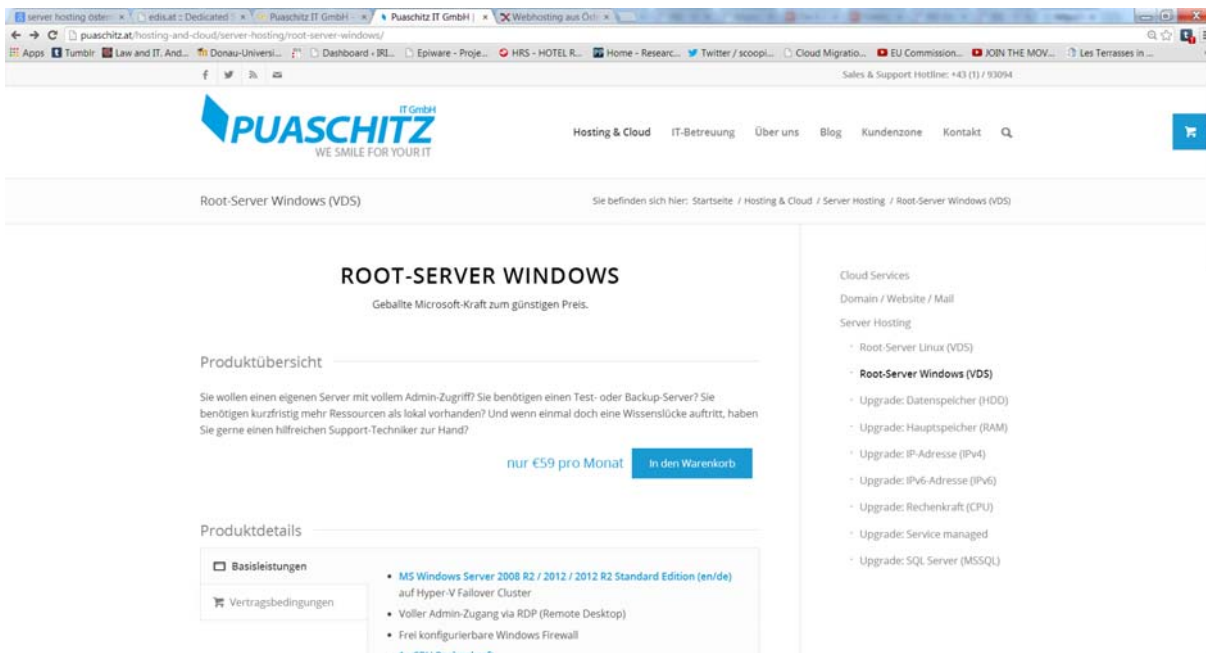 server hosting öster
edis.at :: Dedicated
Puaschitz IT GmbH -
Puaschitz IT GmbH |
Webhosting aus Öst
puaschitz.at/hosting-and-cloud/server-hosting/root-server-windows/
Apps Tumblr Law and IT. And... Donau-Universi... Dashboard ‹ IRI... Epiware - Proje... HRS - HOTEL R... Home - Researc... Twitter / scoopi... Cloud Migratio... EU Commission... JOIN THE MOV... Les Terrasses in ...
Sales & Support Hotline: +43 (1) / 93094
IT GmbH
PUASCHITZ
WE SMILE FOR YOUR IT
Hosting & Cloud IT-Betreuung Über uns Blog Kundenzone Kontakt
Root-Server Windows (VDS)
Sie befinden sich hier: Startseite / Hosting & Cloud / Server Hosting / Root-Server Windows (VDS)
ROOT-SERVER WINDOWS
Geballte Microsoft-Kraft zum günstigen Preis.
Produktübersicht
Sie wollen einen eigenen Server mit vollem Admin-Zugriff? Sie benötigen einen Test- oder Backup-Server? Sie
benötigen kurzfristig mehr Ressourcen als lokal vorhanden? Und wenn einmal doch eine Wissenslücke auftritt, haben
Sie gerne einen hilfreichen Support-Techniker zur Hand?
nur €59 pro Monat
In den Warenkorb
Produktdetails
Basisleistungen
Vertragsbedingungen
• MS Windows Server 2008 R2 / 2012 / 2012 R2 Standard Edition (en/de)
auf Hyper-V Failover Cluster
• Voller Admin-Zugang via RDP (Remote Desktop)
• Frei konfigurierbare Windows Firewall
Cloud Services
Domain / Website / Mail
Server Hosting
Root-Server Linux (VDS)
Root-Server Windows (VDS)
Upgrade: Datenspeicher (HDD)
Upgrade: Hauptspeicher (RAM)
Upgrade: IP-Adresse (IPv4)
Upgrade: IPv6-Adresse (IPv6)
Upgrade: Rechenkraft (CPU)
Upgrade: Service managed
Upgrade: SQL Server (MSSQL)